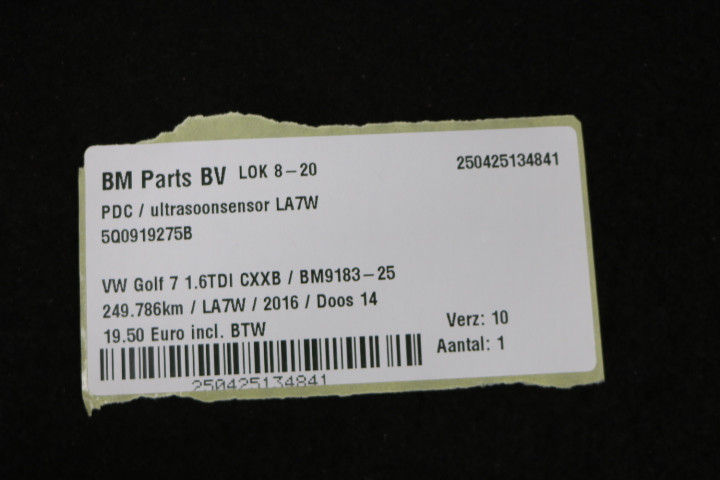 BM Parts BV LOK 8-20 250425134841
PDC / ultrasoonsensor LA7W
5Q0919275B
VW Golf 7 1.6TDI CXXB / BM9183-25
249.786km / LA7W / 2016 / Doos 14
19.50 Euro incl. BTW
Verz: 10
Aantal: 1
250425134841